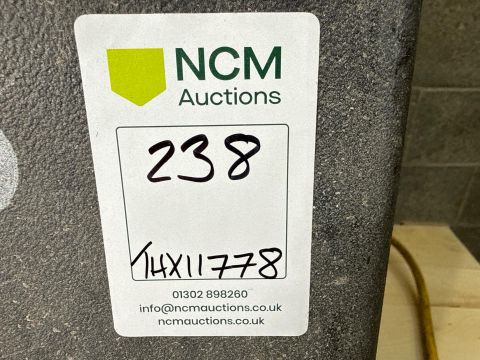 NCM
Auctions
238
THX11778
01302 898260
info@ncmauctions.co.uk
ncmauctions.co.uk